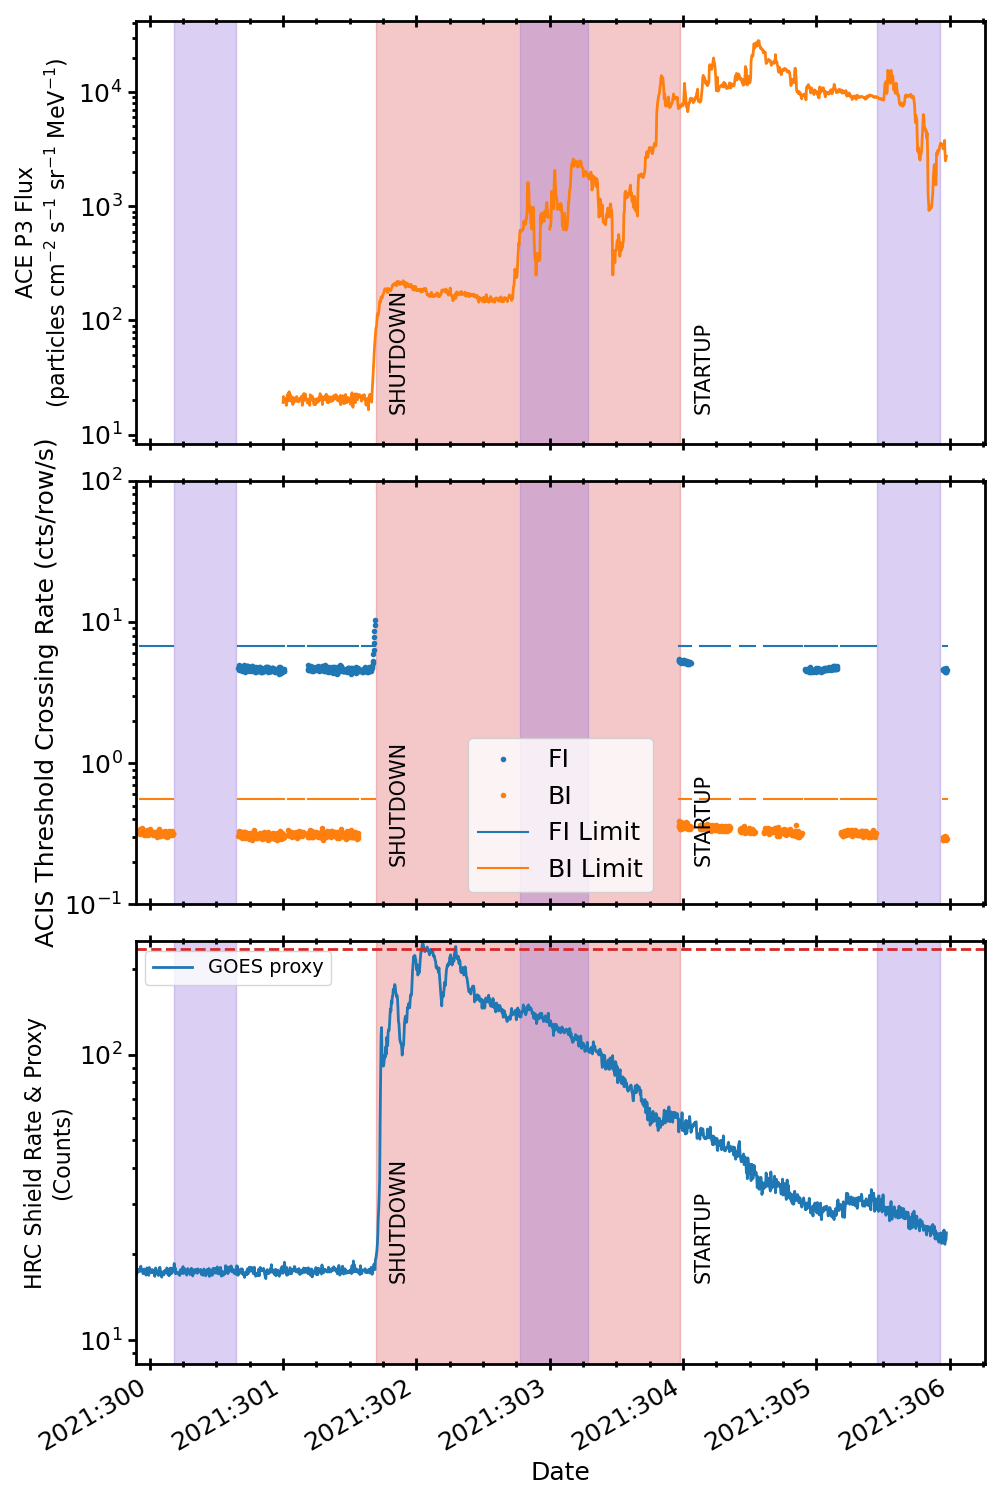 ACE P3 Flux
(particles cm⁻² s⁻¹ sr⁻¹ MeV⁻¹)
10⁴
10³
10²
10¹
SHUTDOWN
STARTUP
ACIS Threshold Crossing Rate (cts/row/s)
10²
10¹
10⁰
10⁻¹
SHUTDOWN
STARTUP
FI
BI
FI Limit
BI Limit
HRC Shield Rate & Proxy
(Counts)
10²
10¹
GOES proxy
SHUTDOWN
STARTUP
2021:300
2021:301
2021:302
2021:303
2021:304
2021:305
2021:306
Date